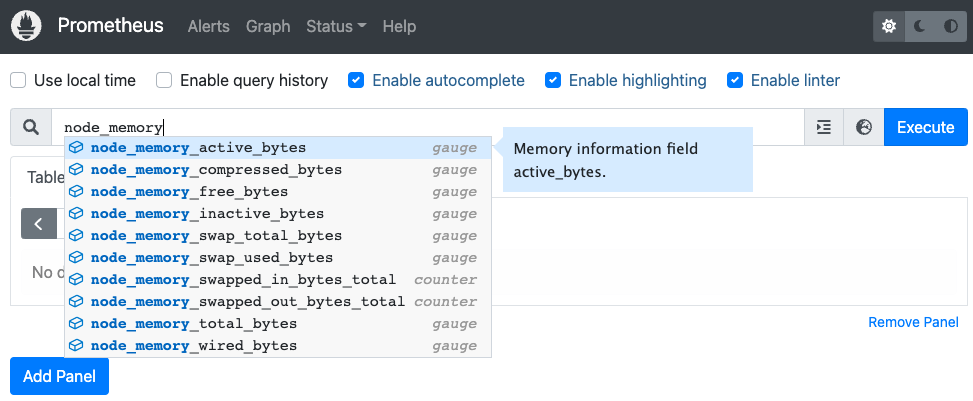 Prometheus Alerts Graph Status Help
Use local time Enable query history Enable autocomplete Enable highlighting Enable linter
node_memory Execute
node_memory_active_bytes gauge
node_memory_compressed_bytes gauge
node_memory_free_bytes gauge
node_memory_inactive_bytes gauge
node_memory_swap_total_bytes gauge
node_memory_swap_used_bytes gauge
node_memory_swapped_in_bytes_total counter
node_memory_swapped_out_bytes_total counter
node_memory_total_bytes gauge
node_memory_wired_bytes gauge
Memory information field
active_bytes.
Table
No d
Remove Panel
Add Panel